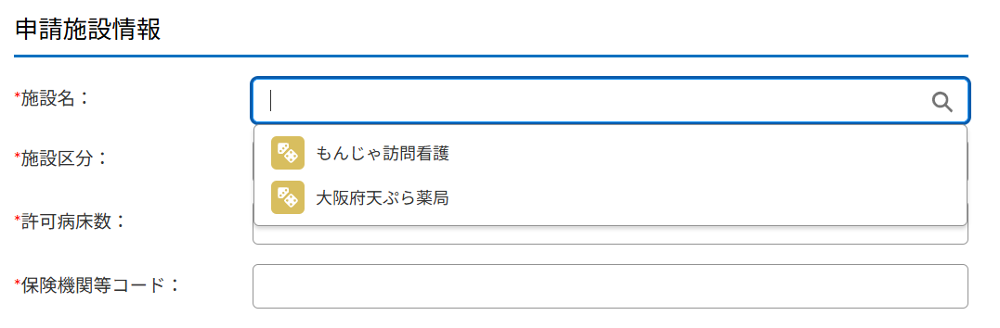 申請施設情報
*施設名：
もんじゃ訪問看護
*施設区分：
大阪府天ぷら薬局
*許可病床数：
*保険機関等コード：